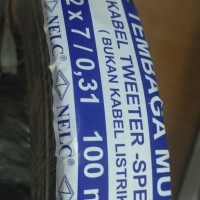 TEMBAGA MU
KABEL TWEETER -SPE
( BUKAN KABEL LISTRIK
2 x 7 / 0,31 100 m
NELC NELC